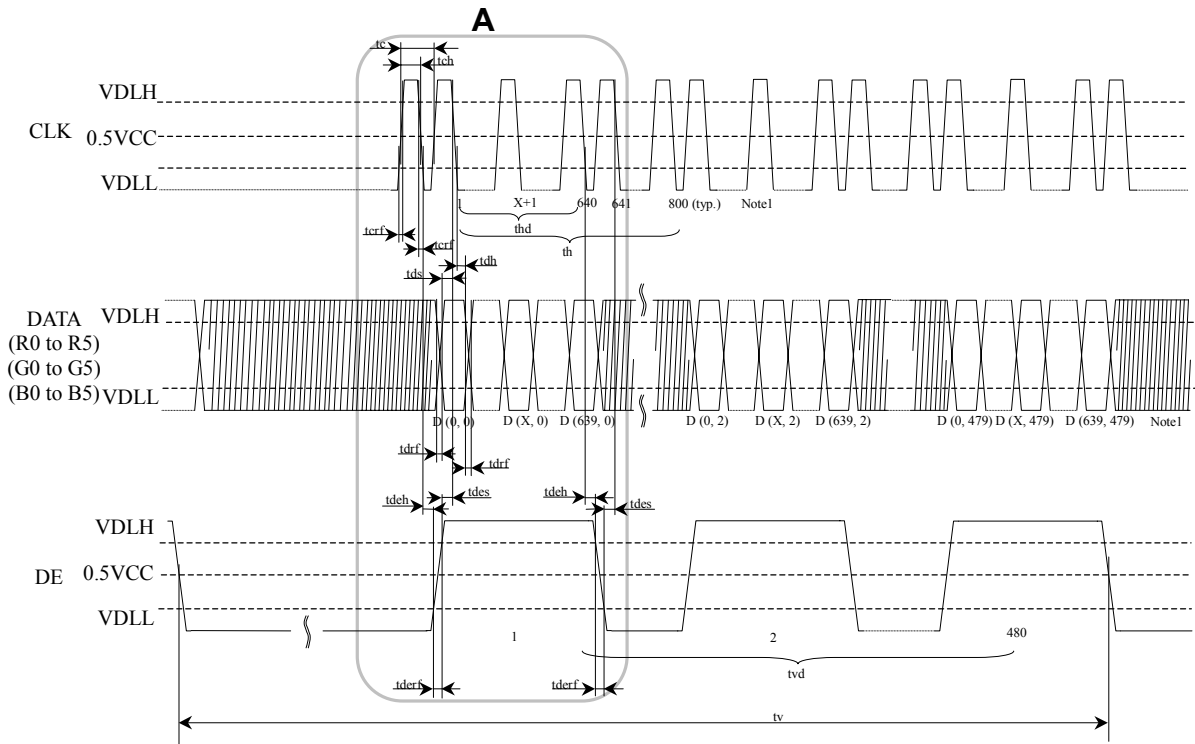 A
tc
tch
VDLH
CLK
0.5VCC
VDLL
1
X+1
640
641
800 (typ.)
Note1
thd
th
tcrf
tcrf
tdh
tds
DATA
(R0 to R5)
(G0 to G5)
(B0 to B5)
VDLH
VDLL
D (0, 0)
D (X, 0)
D (639, 0)
D (0, 2)
D (X, 2)
D (639, 2)
D (0, 479)
D (X, 479)
D (639, 479)
Note1
tdrf
tdrf
tdeh
tdes
tdeh
tdes
VDLH
DE
0.5VCC
VDLL
1
2
480
tvd
tderf
tderf
tv